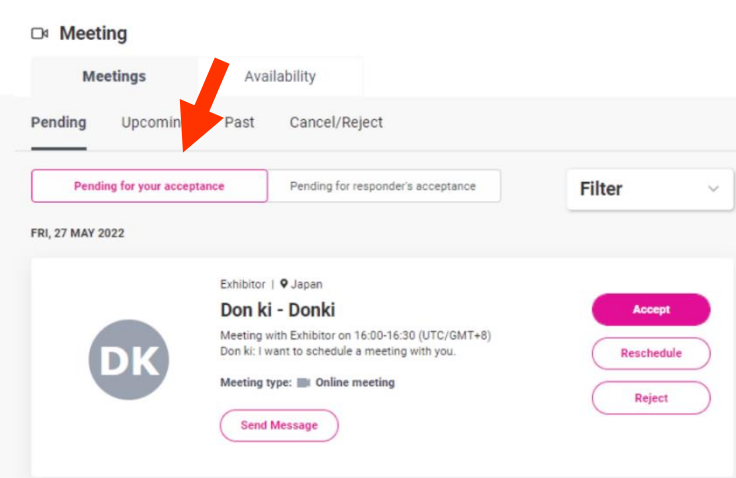 Meeting
Meetings Availability
Pending Upcomin Past Cancel/Reject
Pending for your acceptance Pending for responder's acceptance Filter
FRI, 27 MAY 2022
Exhibitor | Japan
Don ki - Donki
Meeting with Exhibitor on 16:00-16:30 (UTC/GMT+8)
Don ki: I want to schedule a meeting with you.
Meeting type: Online meeting
Send Message
DK
Accept
Reschedule
Reject